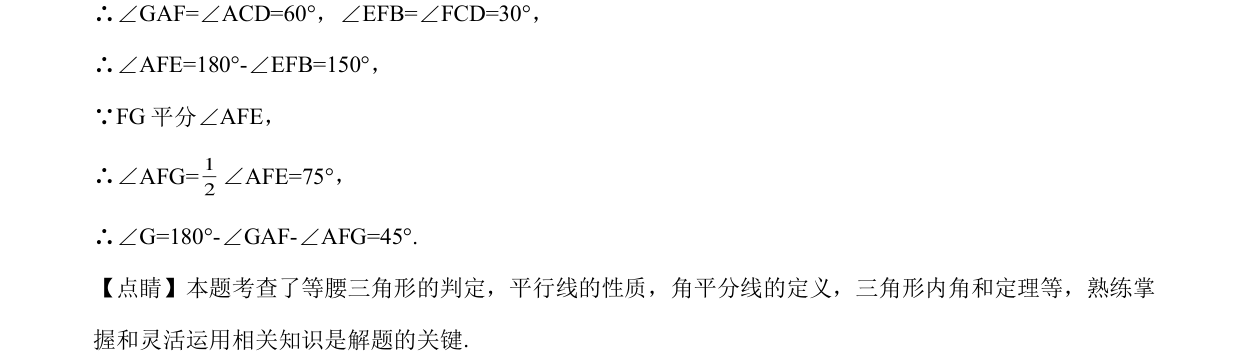 ∴∠GAF=∠ACD=60°，∠EFB=∠FCD=30°，
∴∠AFE=180°-∠EFB=150°，
∵FG 平分∠AFE，
∴∠AFG=\frac{1}{2}∠AFE=75°，
∴∠G=180°-∠GAF-∠AFG=45°.
【点睛】本题考查了等腰三角形的判定，平行线的性质，角平分线的定义，三角形内角和定理等，熟练掌
握和灵活运用相关知识是解题的关键.